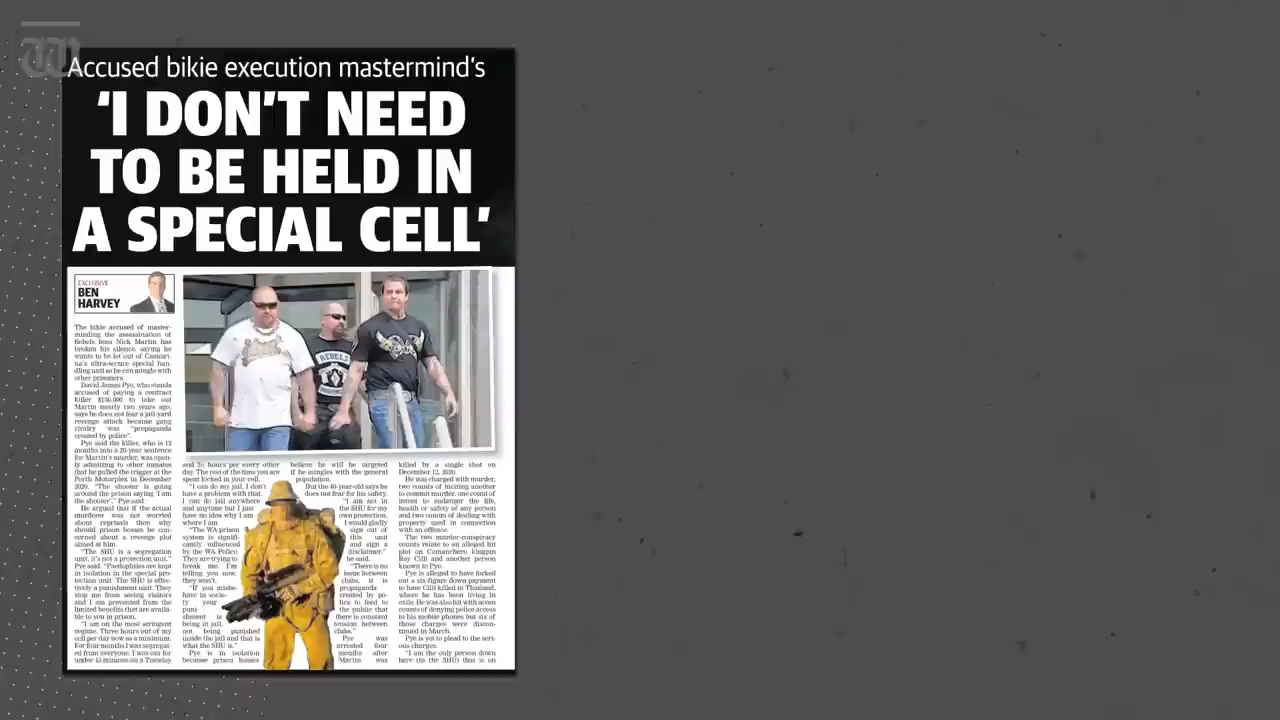 W
Accused bikie execution mastermind's
'I DON'T NEED
TO BE HELD IN
A SPECIAL CELL'
EXCLUSIVE
BEN
HARVEY
REBELS
The bikie accused of master-
minding the assassination of
Rebels boss Nick Martin has
broken his silence, saying he
wants to be let out of Casuari-
na's ultra-secure special han-
dling unit so he can mingle with
other prisoners.
David James Pye, who stands
accused of paying a contract
killer $150,000 to take out
Martin nearly two years ago,
says he does not fear a jail-yard
revenge attack because gang
rivalry was "propaganda
created by police".
Pye said the killer, who is 12
months into a 20-year sentence
for Martin's murder, was open-
ly admitting to other inmates
that he pulled the trigger at the
Perth Motorplex in December
2020. "The shooter is going
around the prison saying 'I am
the shooter'," Pye said.
He argued that if the actual
murderer was not worried
about reprisals then why
should prison bosses be con-
cerned about a revenge plot
aimed at him.
"The SHU is a segregation
unit, it's not a protection unit,"
Pye said. "Paedophiles are kept
in isolation in the special pro-
tection unit. The SHU is effec-
tively a punishment unit. They
stop me from seeing visitors
and I am prevented from the
limited benefits that are availa-
ble to you in prison.
"I am on the most stringent
regime. Three hours out of my
cell per day now as a minimum.
For four months I was segregat-
ed from everyone. I was out for
under 45 minutes on a Tuesday
and 2½ hours per every other
day. The rest of the time you are
spent locked in your cell.
"I can do my jail, I don't
have a problem with that.
I can do jail anywhere
and anytime but I just
have no idea why I am
where I am.
"The WA prison
system is signifi-
cantly influenced
by the WA Police.
They are trying to
break me. I'm
telling you now,
they won't.
"If you misbe-
have in socie-
ty your
puni-
shment is
being in jail,
not being punished
inside the jail and that is
what the SHU is."
Pye is in isolation
because prison bosses
believe he will be targeted
if he mingles with the general
population.
But the 40-year-old says he
does not fear for his safety.
"I am not in
the SHU for my
own protection,
I would gladly
sign out of
this unit
and sign a
disclaimer,"
he said.
"There is no
issue between
clubs, it is
propaganda
created by po-
lice to feed to
the public that
there is constant
tension between
clubs."
Pye was
arrested four
months after
Martin was
killed by a single shot on
December 12, 2020.
He was charged with murder,
two counts of inciting another
to commit murder, one count of
intent to endanger the life,
health or safety of any person
and two counts of dealing with
property used in connection
with an offence.
The two murder-conspiracy
counts relate to an alleged hit
plot on Comanchero kingpin
Ray Cilli and another person
known to Pye.
Pye is alleged to have forked
out a six-figure down payment
to have Cilli killed in Thailand,
where he has been living in
exile. He was also hit with seven
counts of denying police access
to his mobile phones but six of
those charges were discon-
tinued in March.
Pye is yet to plead to the seri-
ous charges.
"I am the only person down
here (in the SHU) that is on